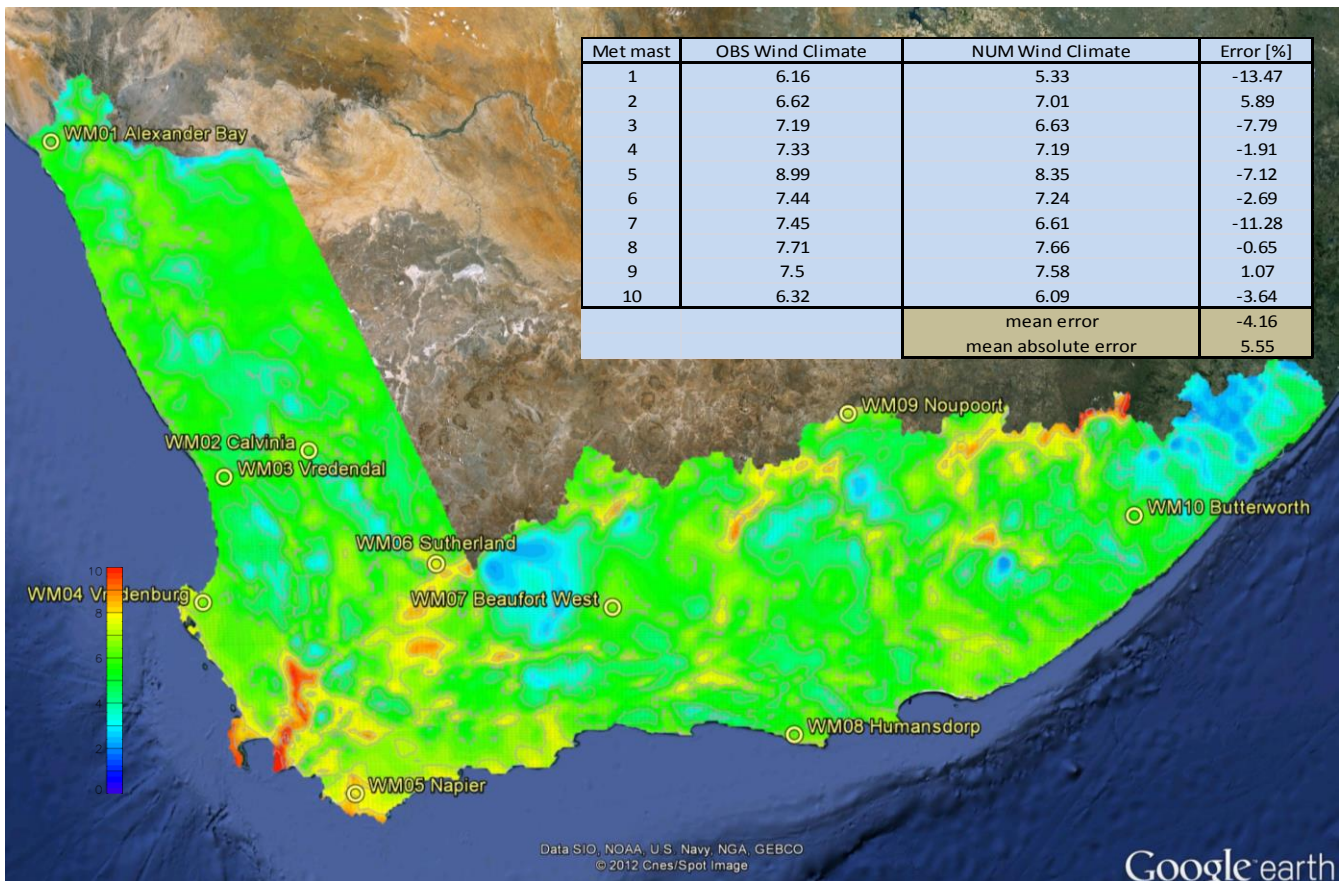 Met mast OBS Wind Climate NUM Wind Climate Error [%]
1 6.16 5.33 -13.47
2 6.62 7.01 5.89
3 7.19 6.63 -7.79
4 7.33 7.19 -1.91
5 8.99 8.35 -7.12
6 7.44 7.24 -2.69
7 7.45 6.61 -11.28
8 7.71 7.66 -0.65
9 7.5 7.58 1.07
10 6.32 6.09 -3.64
mean error -4.16
mean absolute error 5.55
WM01 Alexander Bay
WM09 Noupoort
WM02 Calvinia
WM03 Vredendal
WM10 Butterworth
WM06 Sutherland
WM04 Vredenburg
WM07 Beaufort West
WM08 Humansdorp
WM05 Napier
10
8
6
4
2
0
Data SIO, NOAA, U.S. Navy, NGA, GEBCO
© 2012 Cnes/Spot Image
Google earth